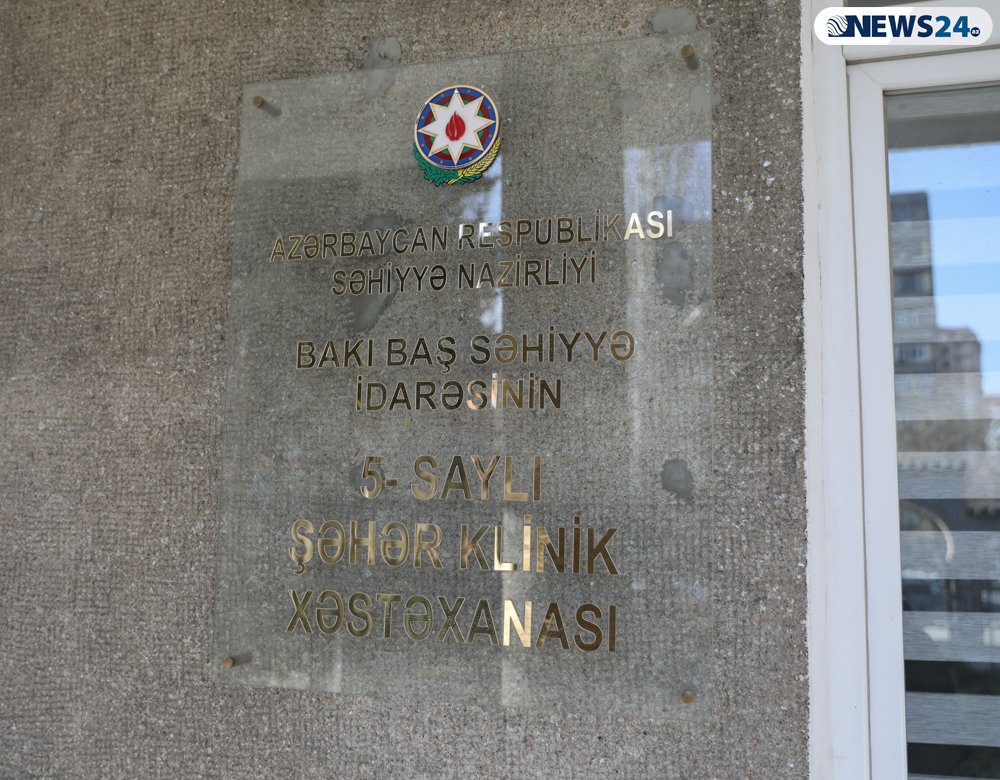 NEWS24.az
AZƏRBAYCAN RESPUBLİKASI
SƏHİYYƏ NAZİRLİYİ
BAKI BAŞ SƏHİYYƏ
İDARƏSİNİN
5- SAYLI
ŞƏHƏR KLİNİK
XƏSTƏXANASI